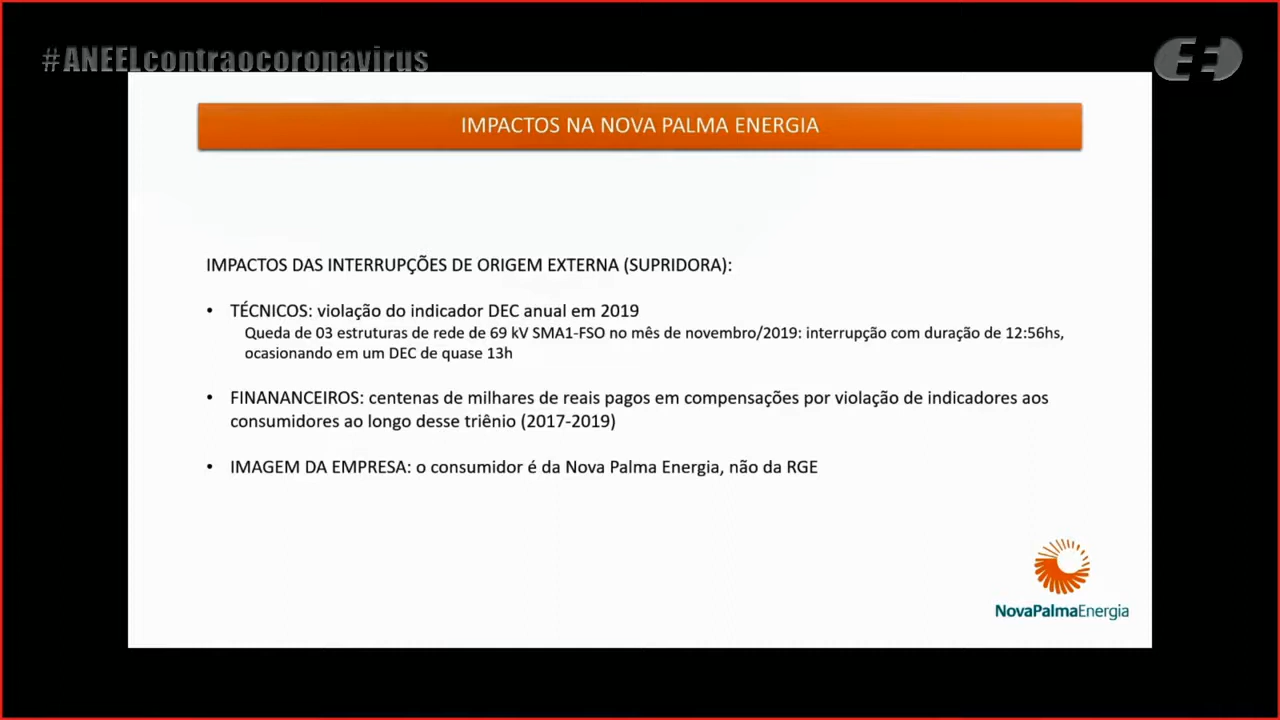 #ANEELcontraocoronavirus
IMPACTOS NA NOVA PALMA ENERGIA
IMPACTOS DAS INTERRUPÇÕES DE ORIGEM EXTERNA (SUPRIDORA):
• TÉCNICOS: violação do indicador DEC anual em 2019
Queda de 03 estruturas de rede de 69 kV SMA1-FSO no mês de novembro/2019: interrupção com duração de 12:56hs,
ocasionando em um DEC de quase 13h
• FINANANCEIROS: centenas de milhares de reais pagos em compensações por violação de indicadores aos
consumidores ao longo desse triênio (2017-2019)
• IMAGEM DA EMPRESA: o consumidor é da Nova Palma Energia, não da RGE
NovaPalmaEnergia